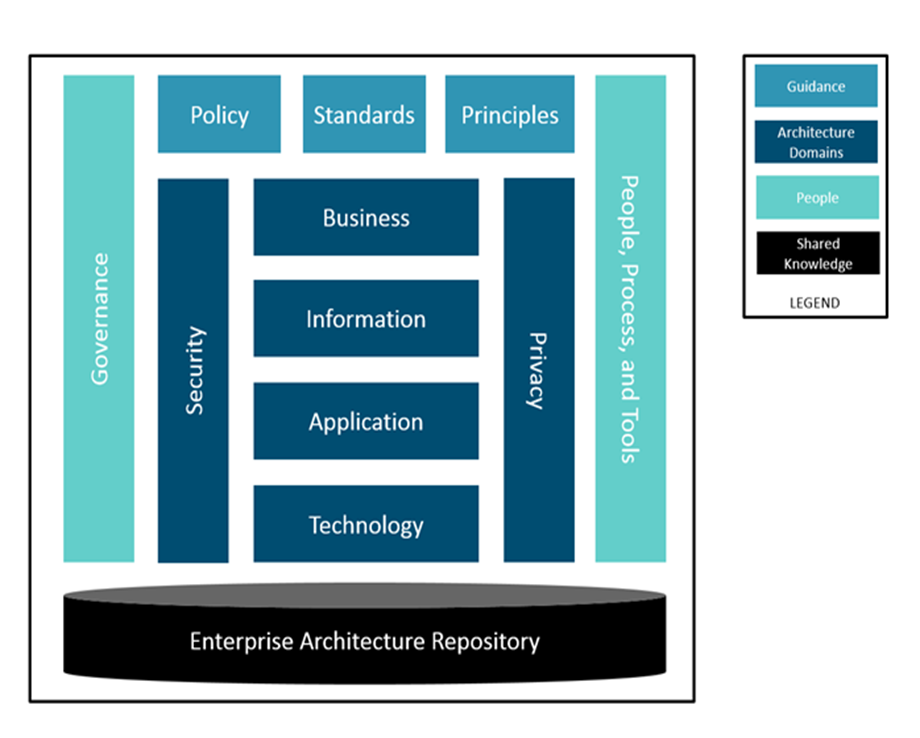 Policy
Standards
Principles
Governance
Security
Business
Information
Application
Technology
Privacy
People, Process, and Tools
Enterprise Architecture Repository
Guidance
Architecture
Domains
People
Shared
Knowledge
LEGEND